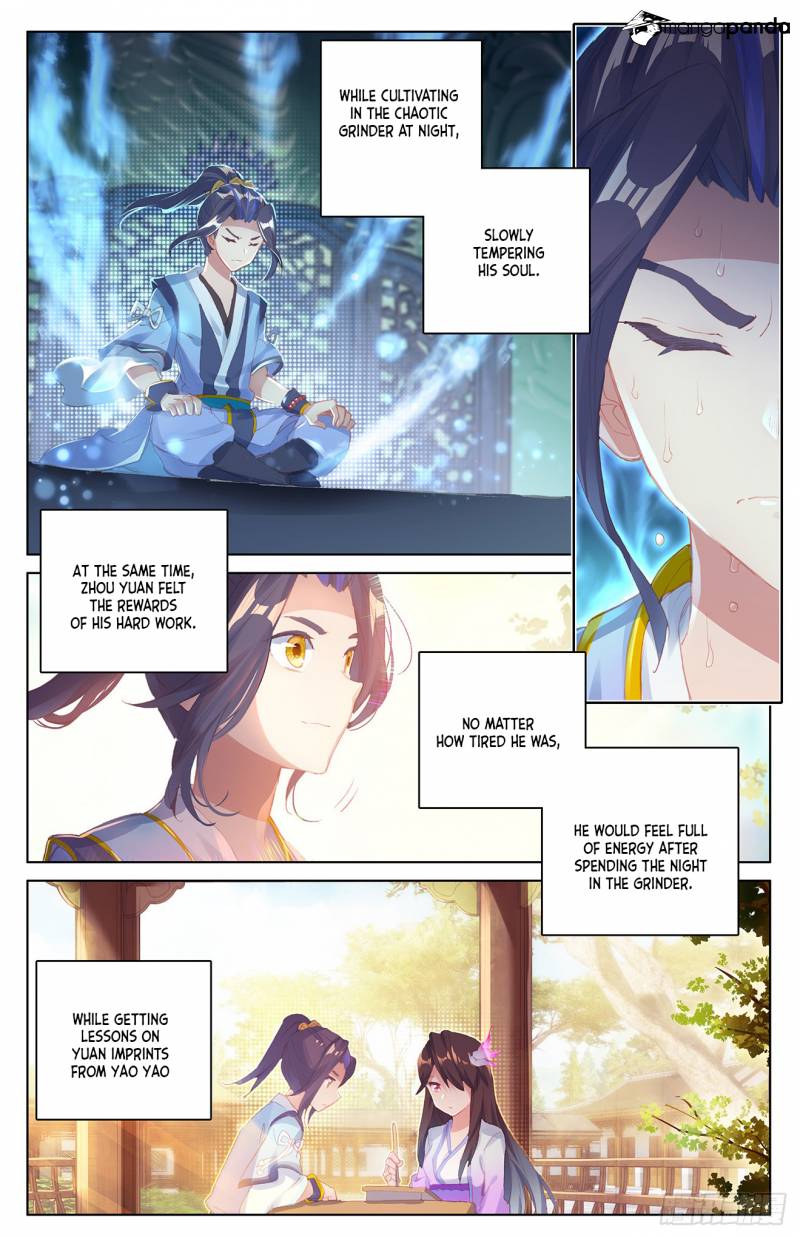 mangapanda
WHILE CULTIVATING
IN THE CHAOTIC
GRINDER AT NIGHT,
SLOWLY
TEMPERING
HIS SOUL.
AT THE SAME TIME,
ZHOU YUAN FELT
THE REWARDS
OF HIS HARD WORK.
NO MATTER
HOW TIRED HE WAS,
HE WOULD FEEL FULL
OF ENERGY AFTER
SPENDING THE NIGHT
IN THE GRINDER.
WHILE GETTING
LESSONS ON
YUAN IMPRINTS
FROM YAO YAO